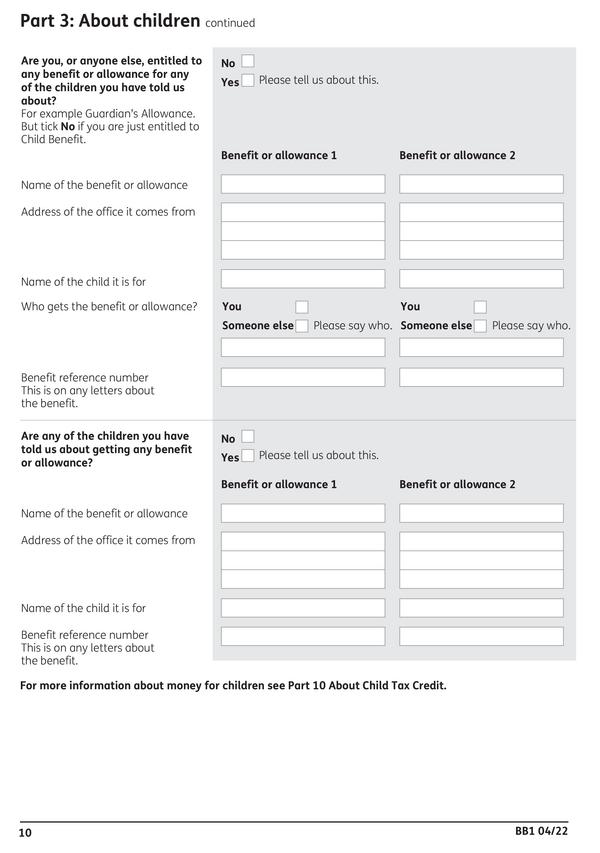 Part 3: About children continued
Are you, or anyone else, entitled to
any benefit or allowance for any
of the children you have told us
about?
For example Guardian's Allowance.
But tick No if you are just entitled to
Child Benefit.
No
Yes Please tell us about this.
Benefit or allowance 1 Benefit or allowance 2
Name of the benefit or allowance
Address of the office it comes from
Name of the child it is for
Who gets the benefit or allowance? You You
Someone else Please say who. Someone else Please say who.
Benefit reference number
This is on any letters about
the benefit.
Are any of the children you have
told us about getting any benefit
or allowance?
No
Yes Please tell us about this.
Benefit or allowance 1 Benefit or allowance 2
Name of the benefit or allowance
Address of the office it comes from
Name of the child it is for
Benefit reference number
This is on any letters about
the benefit.
For more information about money for children see Part 10 About Child Tax Credit.
10 BB1 04/22